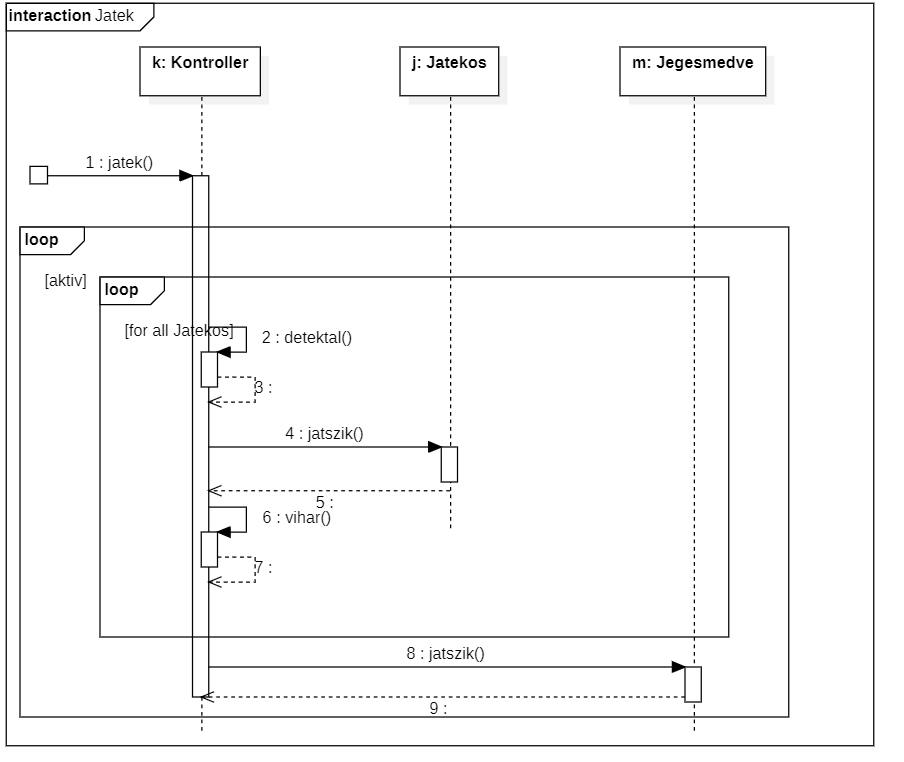 interaction Jatek
k: Kontroller
j: Jatekos
m: Jegesmedve
1 : jatek()
loop
[aktiv]
loop
[for all Jatekos]
2 : detektal()
3 :
4 : jatszik()
5 :
6 : vihar()
7 :
8 : jatszik()
9 :